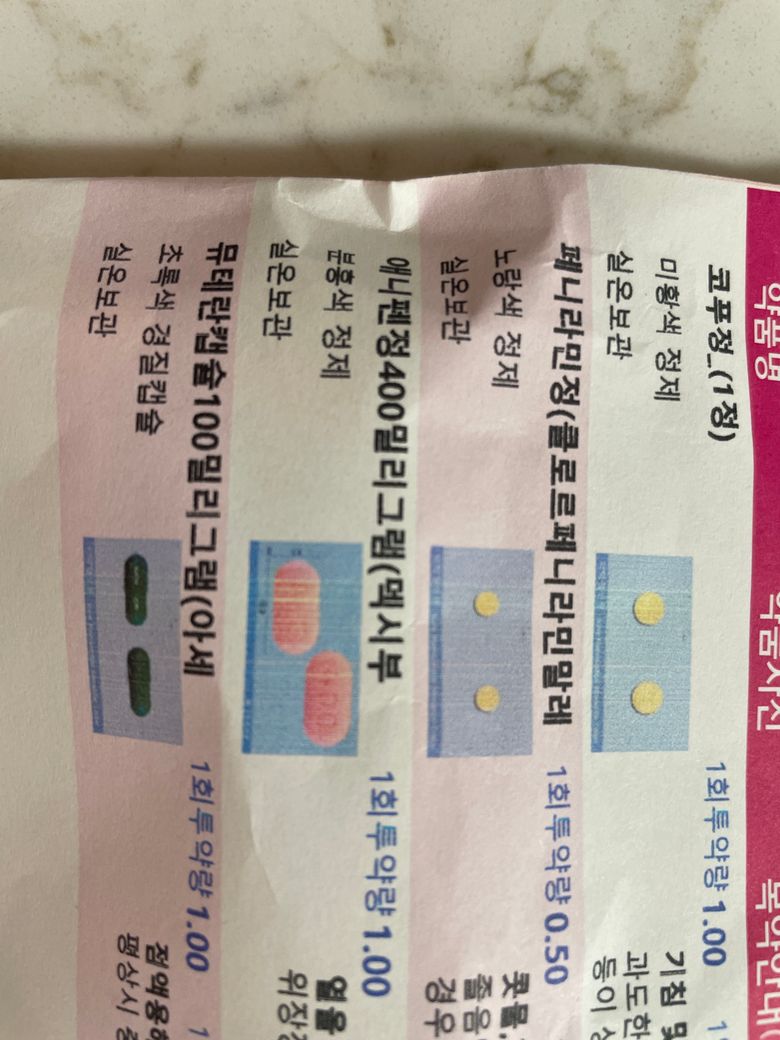 약품명
약품사진
복약안내
코푸정_(1정)
미황색 정제
실온보관
1회투약량 1.00
기침 및
과도한
등이
페니라민정(클로르페니라민말레
노랑색 정제
실온보관
1회투약량 0.50
콧물,
졸음
경우
애니펜정400밀리그램(덱시부
분홍색 정제
실온보관
1회투약량 1.00
열을
위장
뮤테란캡슐100밀리그램(아세
초록색 경질캡슐
실온보관
1회투약량 1.00
점액용해
평상시